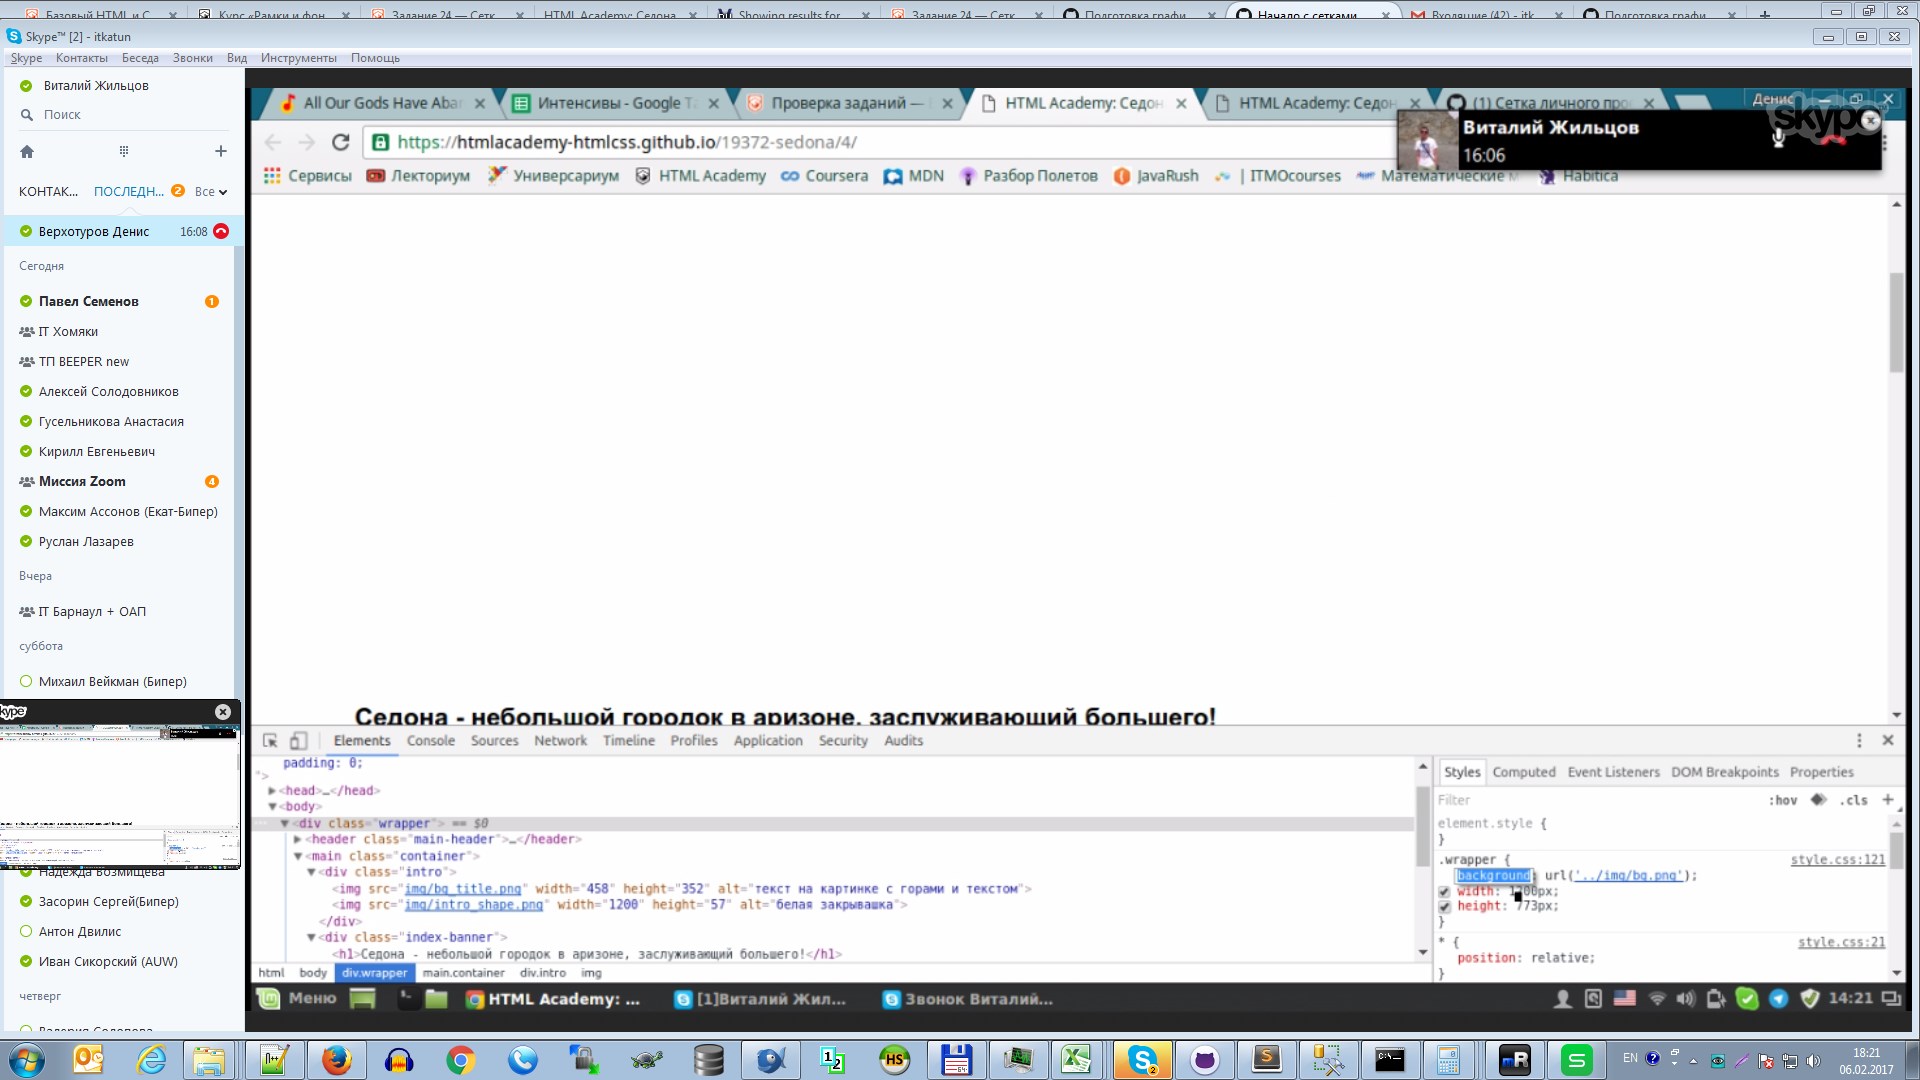 Базовый HTML и С
Курс «Рамки и фон
Задание 24 — Сетк
HTML Academy: Седона
Showing results for
Задание 24 — Сетк
Подготовка графи
Начало с сетками
Входящие (42) - itk
Подготовка графи
Skype™ [2] - itkatun
Skype Контакты Беседа Звонки Вид Инструменты Помощь
Виталий Жильцов
Поиск
КОНТАК... ПОСЛЕДН... 2 Все
Верхотуров Денис 16:08
Сегодня
Павел Семенов 1
IT Хомяки
ТП BEEPER new
Алексей Солодовников
Гусельникова Анастасия
Кирилл Евгеньевич
Миссия Zoom 4
Максим Ассонов (Екат-Бипер)
Руслан Лазарев
Вчера
IT Барнаул + ОАП
суббота
Михаил Вейкман (Бипер)
Надежда Возмищева
Засорин Сергей(Бипер)
Антон Двилис
Иван Сикорский (AUW)
четверг
Валерия Солопова
All Our Gods Have Aba
Интенсивы - Google Т
Проверка заданий —
HTML Academy: Седон
HTML Academy: Седон
(1) Сетка личного про
Денис
skype
https://htmlacademy-htmlcss.github.io/19372-sedona/4/
Виталий Жильцов
16:06
Сервисы Лекториум Универсариум HTML Academy Coursera MDN Разбор Полетов JavaRush | ITMOcourses Математические Habitica
Седона - небольшой городок в аризоне, заслуживающий большего!
Elements Console Sources Network Timeline Profiles Application Security Audits
padding: 0;
">
<head>…</head>
<body>
<div class="wrapper"> == $0
<header class="main-header">…</header>
<main class="container">
<div class="intro">
<img src="img/bg_title.png" width="458" height="352" alt="текст на картинке с горами и текстом">
<img src="img/intro_shape.png" width="1200" height="57" alt="белая закрывашка">
</div>
<div class="index-banner">
<h1>Седона - небольшой городок в аризоне, заслуживающий большего!</h1>
html body div.wrapper main.container div.intro img
Styles Computed Event Listeners DOM Breakpoints Properties
Filter :hov .cls +
element.style {
}
.wrapper { style.css:121
background: url('../img/bg.png');
width: 1200px;
height: 773px;
}
* { style.css:21
position: relative;
}
Меню
HTML Academy: ...
[1]Виталий Жил...
Звонок Виталий...
14:21
EN
18:21
06.02.2017